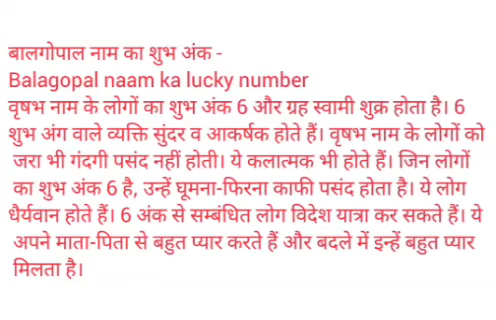 बालगोपाल नाम का शुभ अंक -
Balagopal naam ka lucky number
वृषभ नाम के लोगों का शुभ अंक 6 और ग्रह स्वामी शुक्र होता है। 6
शुभ अंग वाले व्यक्ति सुंदर व आकर्षक होते हैं। वृषभ नाम के लोगों को
जरा भी गंदगी पसंद नहीं होती। ये कलात्मक भी होते हैं। जिन लोगों
का शुभ अंक 6 है, उन्हें घूमना-फिरना काफी पसंद होता है। ये लोग
धैर्यवान होते हैं। 6 अंक से सम्बंधित लोग विदेश यात्रा कर सकते हैं। ये
अपने माता-पिता से बहुत प्यार करते हैं और बदले में इन्हें बहुत प्यार
मिलता है।